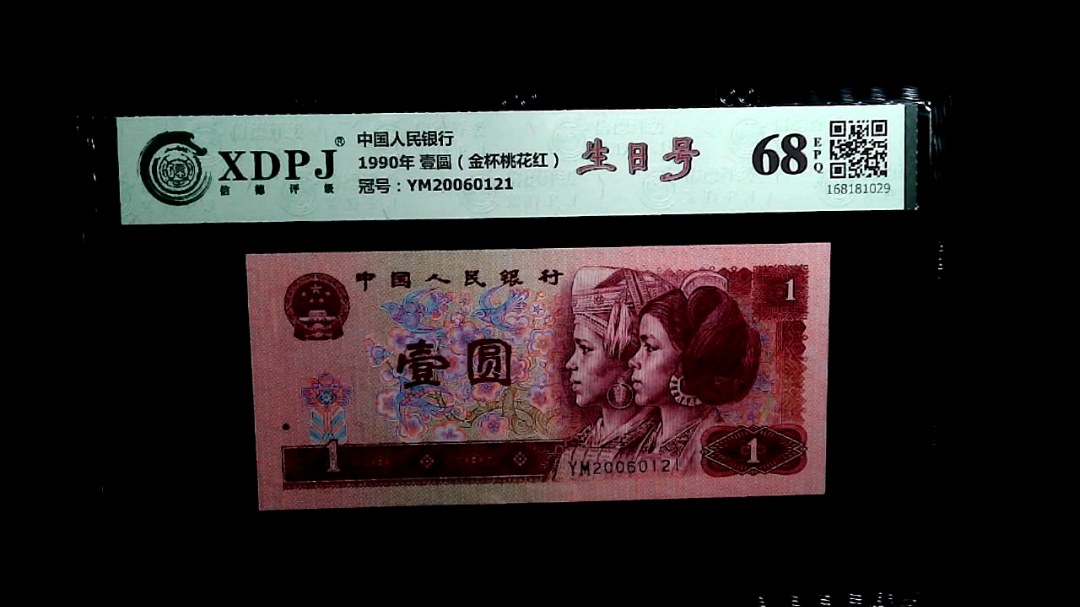 XDPJ®
信德评级
中国人民银行
1990年 壹圆（金杯桃花红）
冠号：YM20060121
生日号
68
EPQ
168181029
中国人民银行
1
壹圆
1
YM20060121
1